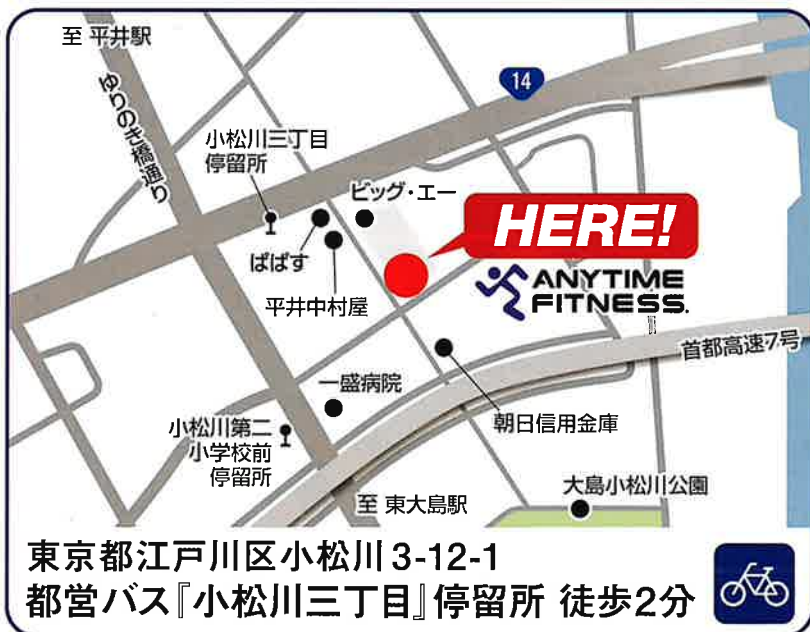 至 平井駅
ゆりのき橋通り
14
小松川三丁目
停留所
ビッグ・エー
HERE!
ぱぱす
ANYTIME
FITNESS.
平井中村屋
首都高速7号
一盛病院
朝日信用金庫
小松川第二
小学校前
停留所
至 東大島駅
大島小松川公園
東京都江戸川区小松川3-12-1
都営バス『小松川三丁目』停留所 徒歩2分